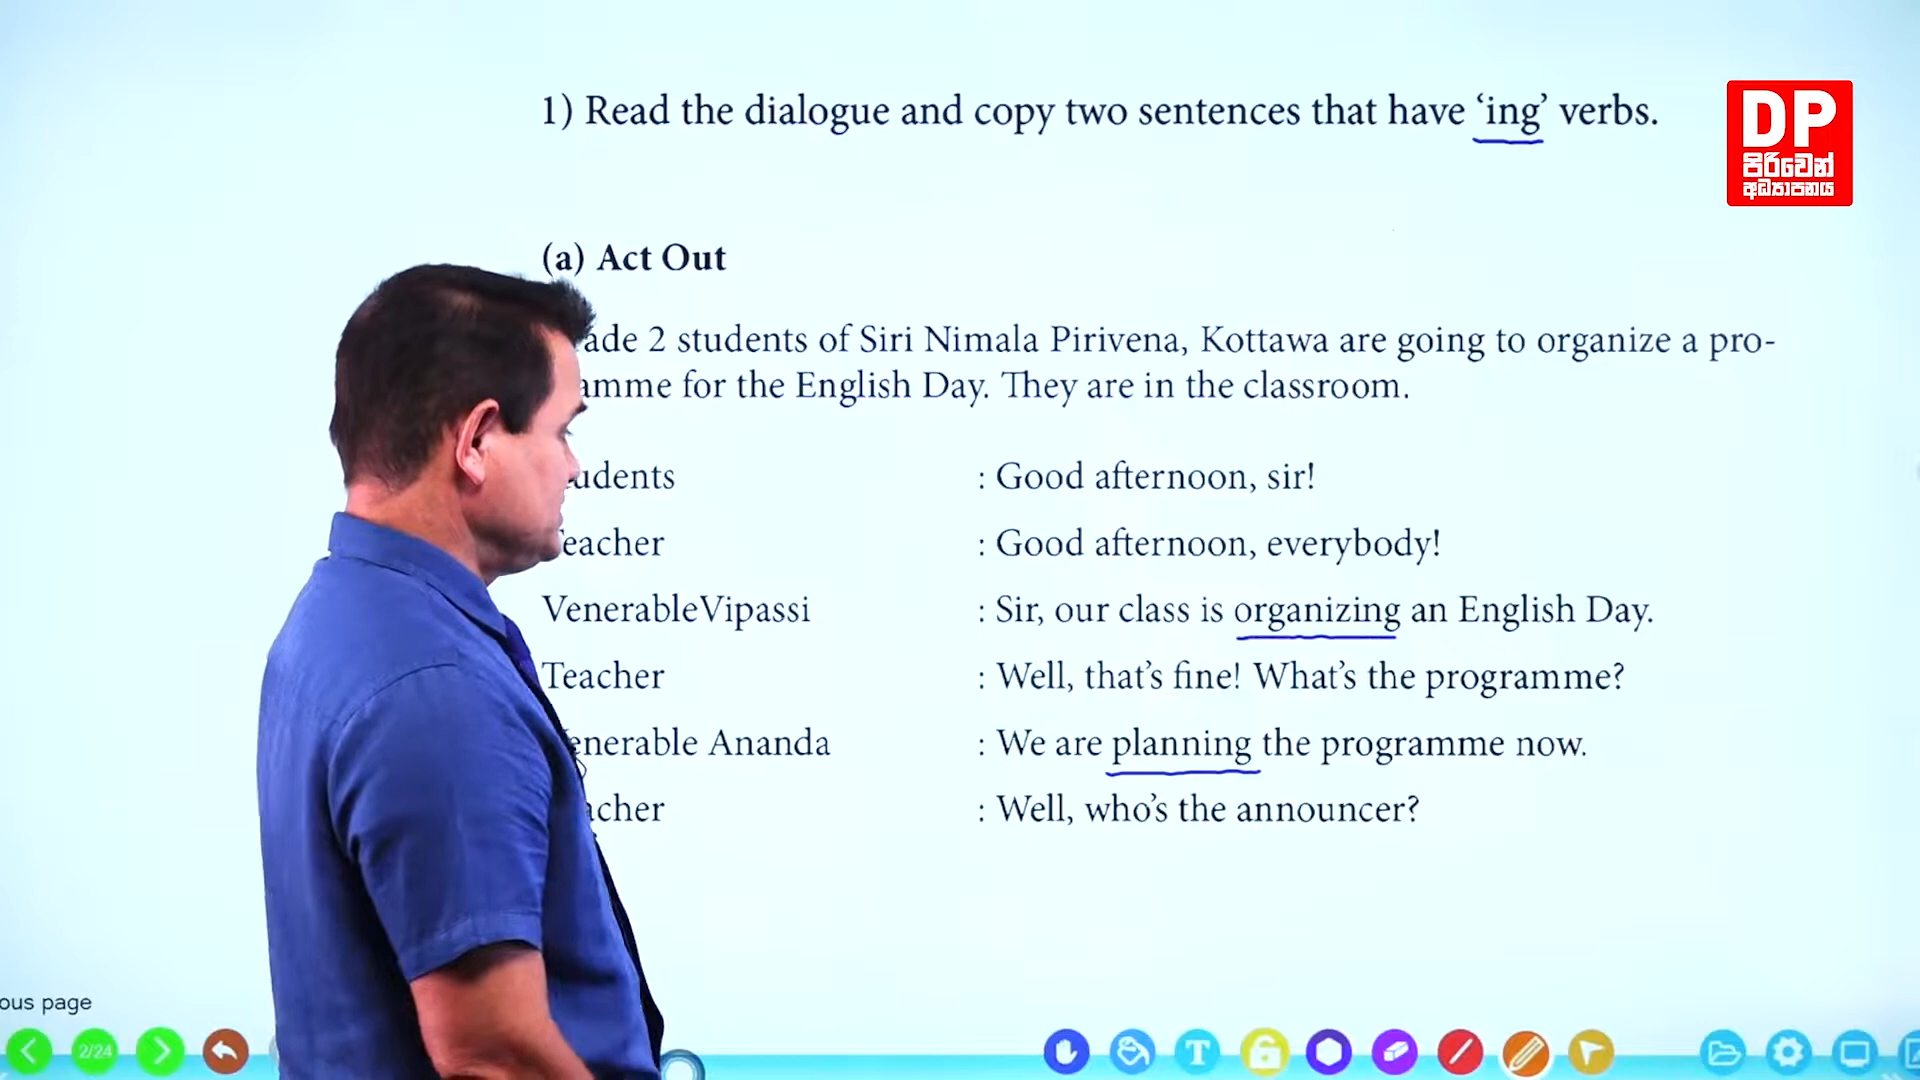 1) Read the dialogue and copy two sentences that have ‘ing’ verbs.
DP
පිරිවෙන්
අධ්‍යාපනය
(a) Act Out
ade 2 students of Siri Nimala Pirivena, Kottawa are going to organize a pro-
amme for the English Day. They are in the classroom.
udents : Good afternoon, sir!
Teacher : Good afternoon, everybody!
VenerableVipassi : Sir, our class is organizing an English Day.
Teacher : Well, that’s fine! What’s the programme?
Venerable Ananda : We are planning the programme now.
acher : Well, who’s the announcer?
ous page
2/24
T